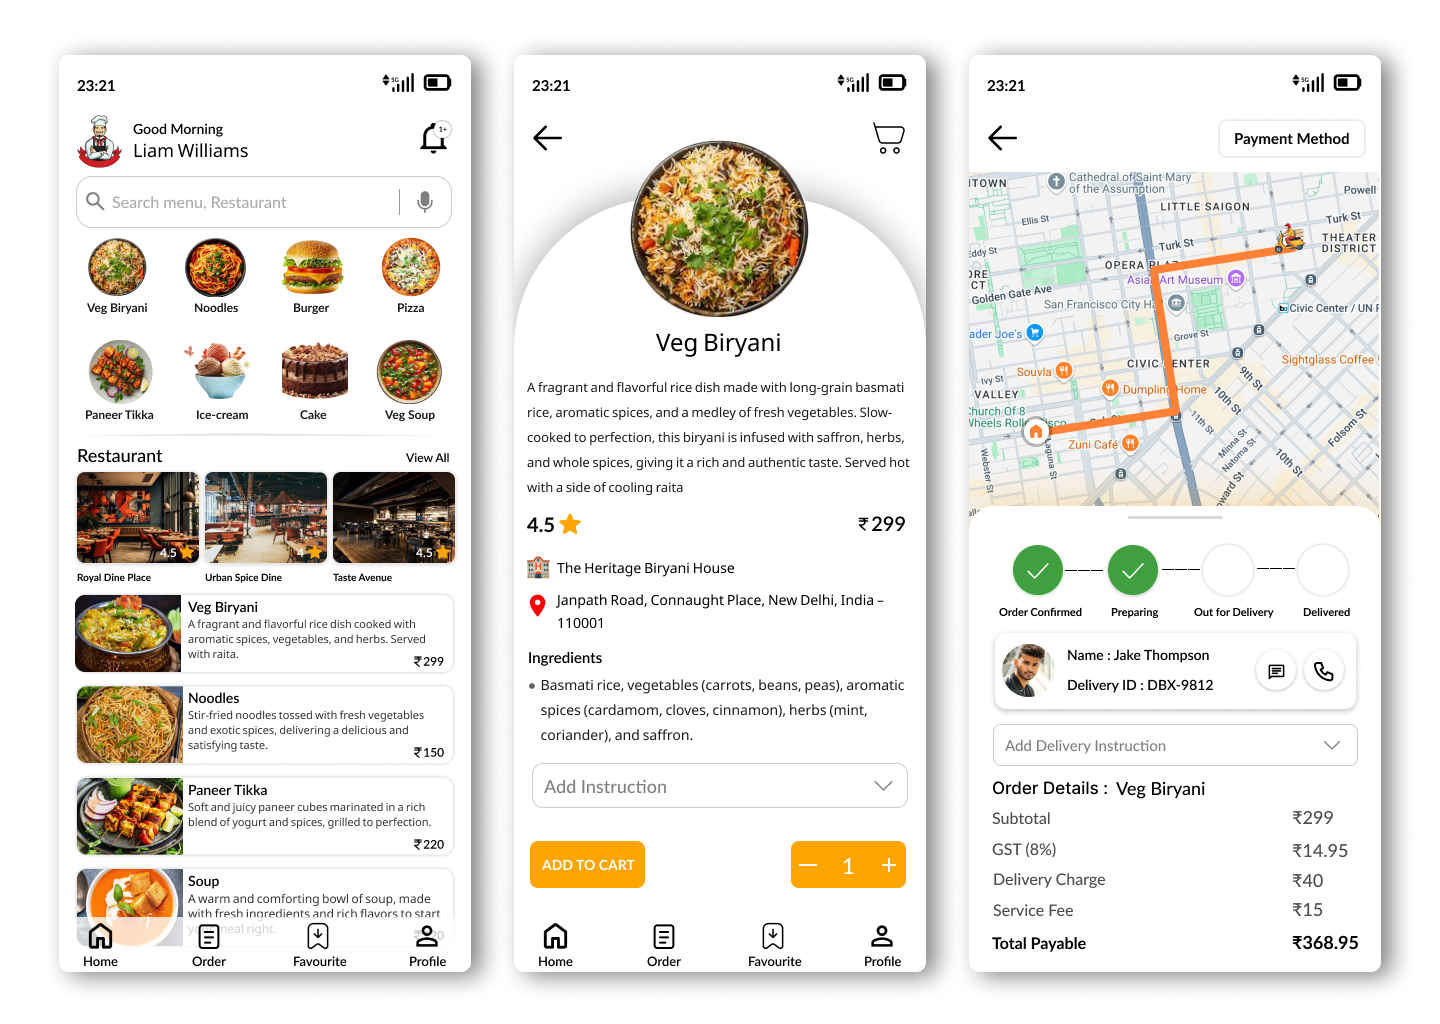 23:21
5G
Good Morning
Liam Williams
1+
Search menu, Restaurant
Veg Biryani
Noodles
Burger
Pizza
Paneer Tikka
Ice-cream
Cake
Veg Soup
Restaurant
View All
4.5
4
4.5
Royal Dine Place
Urban Spice Dine
Taste Avenue
Veg Biryani
A fragrant and flavorful rice dish cooked with
aromatic spices, vegetables, and herbs. Served
with raita.
₹299
Noodles
Stir-fried noodles tossed with fresh vegetables
and exotic spices, delivering a delicious and
satisfying taste.
₹150
Paneer Tikka
Soft and juicy paneer cubes marinated in a rich
blend of yogurt and spices, grilled to perfection.
₹220
Soup
A warm and comforting bowl of soup, made
with fresh ingredients and rich flavors to start
your meal right.
Home
Order
Favourite
Profile
23:21
5G
Veg Biryani
A fragrant and flavorful rice dish made with long-grain basmati
rice, aromatic spices, and a medley of fresh vegetables. Slow-
cooked to perfection, this biryani is infused with saffron, herbs,
and whole spices, giving it a rich and authentic taste. Served hot
with a side of cooling raita
4.5
₹299
The Heritage Biryani House
Janpath Road, Connaught Place, New Delhi, India –
110001
Ingredients
• Basmati rice, vegetables (carrots, beans, peas), aromatic
spices (cardamom, cloves, cinnamon), herbs (mint,
coriander), and saffron.
Add Instruction
ADD TO CART
— 1 +
Home
Order
Favourite
Profile
23:21
5G
Payment Method
NTOWN
Cathedral of Saint Mary
of the Assumption
Powell
LITTLE SAIGON
Ellis St
Turk St
Eddy St
Turk St
THEATER
DISTRICT
OPERA PLAZA
ORE
CT
Asian Art Museum
Golden Gate Ave
San Francisco City Ha
Civic Center / UN P
ader Joe's
Grove St
CIVIC CENTER
Sightglass Coffee
Souvla
Ivy St
9th St
VALLEY
Dumpling Home
10th St
Church Of 8
Wheels Roll Disco
11th St
Folsom St
Zuni Café
Laguna St
Minna St
Natoma St
Webster St
10th St
oward St
Order Confirmed
Preparing
Out for Delivery
Delivered
Name : Jake Thompson
Delivery ID : DBX-9812
Add Delivery Instruction
Order Details : Veg Biryani
Subtotal ₹299
GST (8%) ₹14.95
Delivery Charge ₹40
Service Fee ₹15
Total Payable ₹368.95